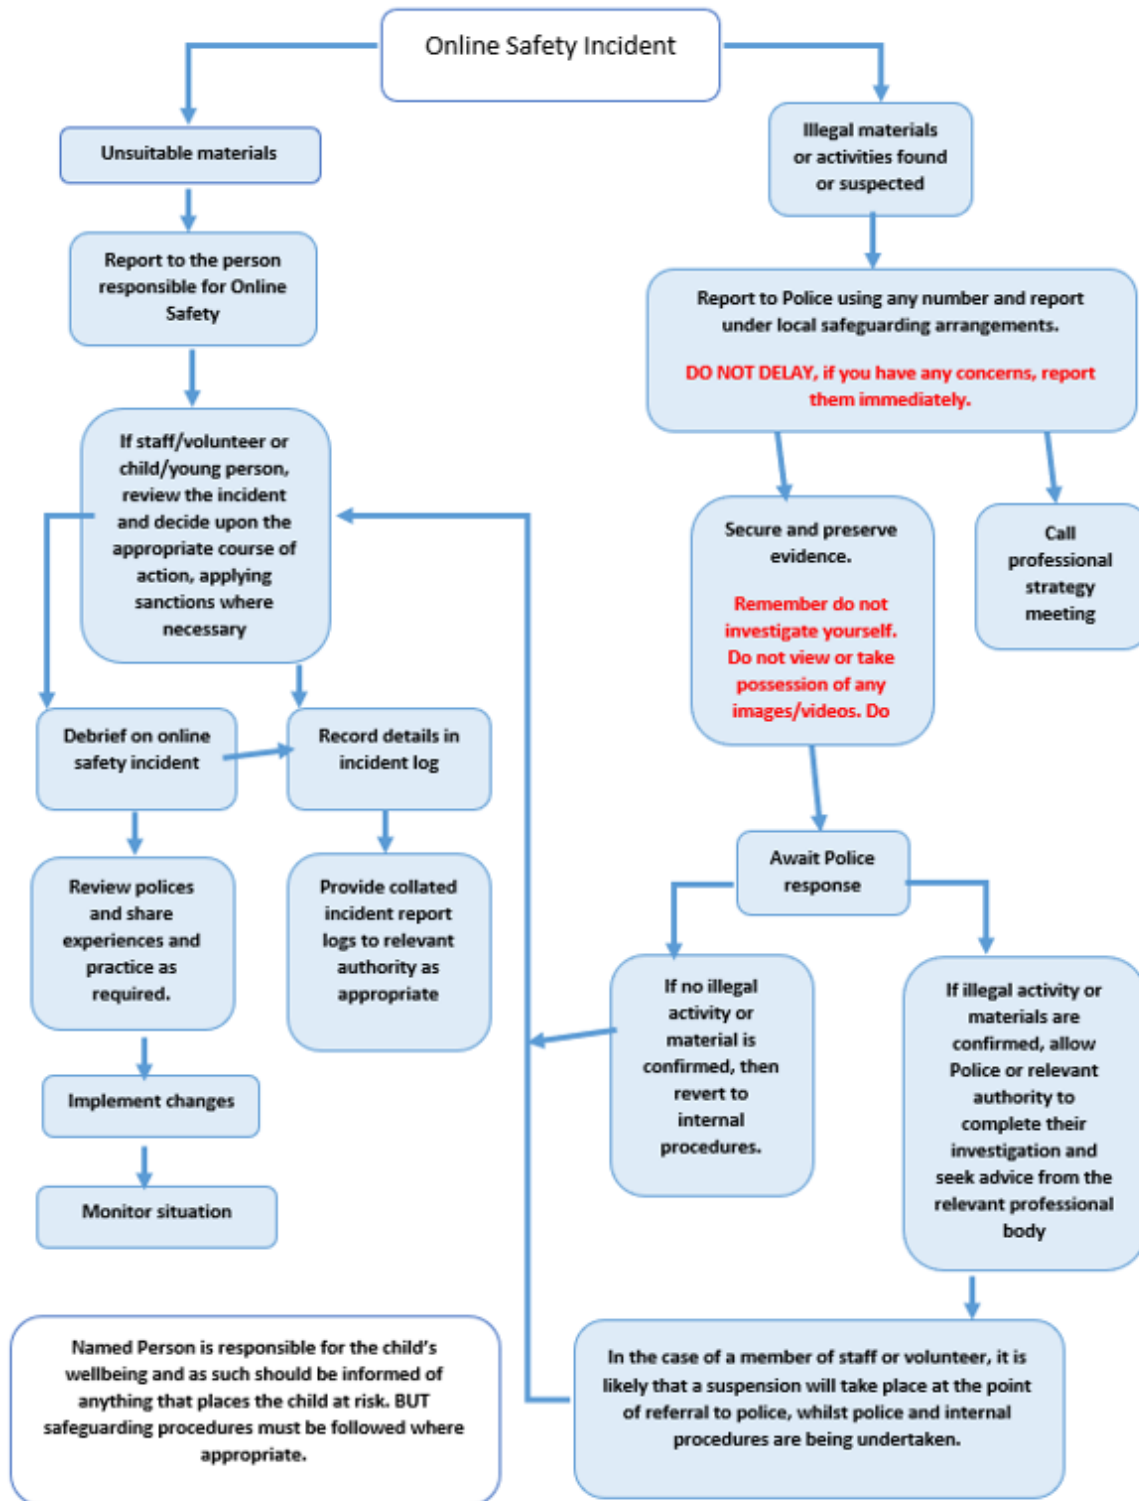 Online Safety Incident
Unsuitable materials
Report to the person
responsible for Online
Safety
If staff/volunteer or
child/young person,
review the incident
and decide upon the
appropriate course of
action, applying
sanctions where
necessary
Debrief on online
safety incident
Record details in
incident log
Review polices
and share
experiences and
practice as
required.
Provide collated
incident report
logs to relevant
authority as
appropriate
Implement changes
Monitor situation
Illegal materials
or activities found
or suspected
Report to Police using any number and report
under local safeguarding arrangements.
DO NOT DELAY, if you have any concerns, report
them immediately.
Secure and preserve
evidence.
Remember do not
investigate yourself.
Do not view or take
possession of any
images/videos. Do
Call
professional
strategy
meeting
Await Police
response
If no illegal
activity or
material is
confirmed, then
revert to
internal
procedures.
If illegal activity or
materials are
confirmed, allow
Police or relevant
authority to
complete their
investigation and
seek advice from the
relevant professional
body
In the case of a member of staff or volunteer, it is
likely that a suspension will take place at the point
of referral to police, whilst police and internal
procedures are being undertaken.
Named Person is responsible for the child's
wellbeing and as such should be informed of
anything that places the child at risk. BUT
safeguarding procedures must be followed where
appropriate.